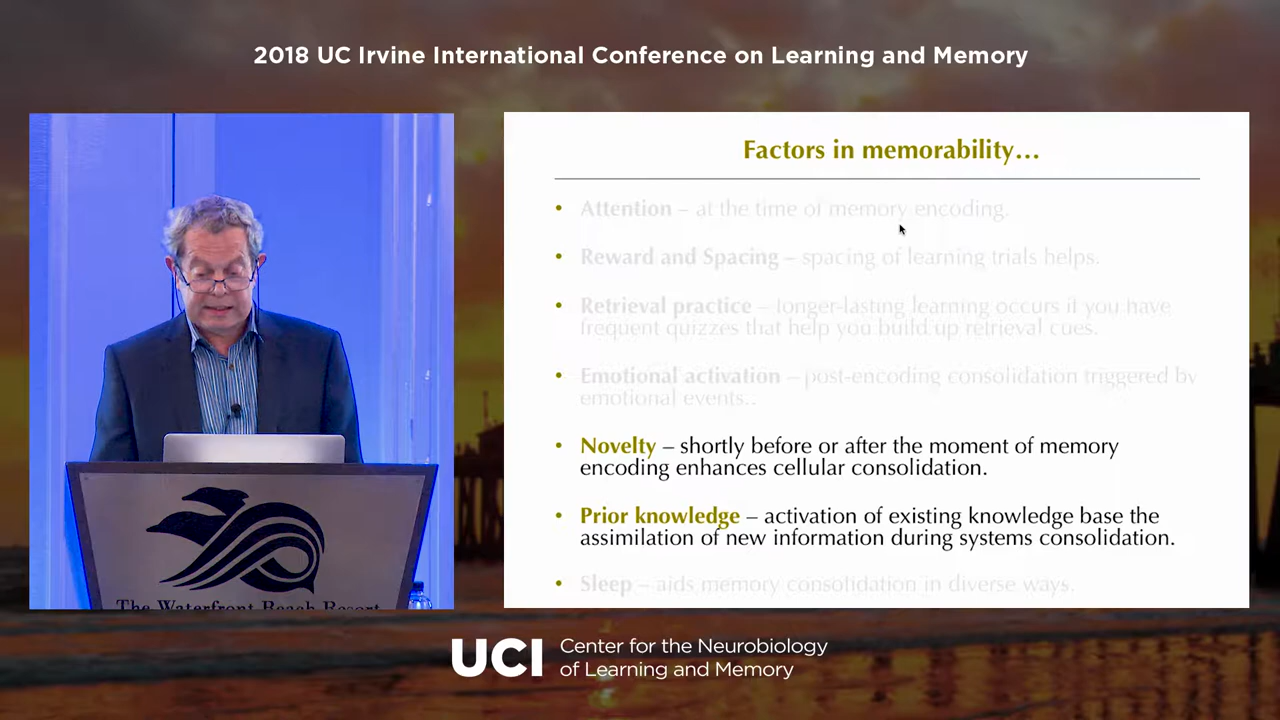 2018 UC Irvine International Conference on Learning and Memory
Factors in memorability…
• Attention – at the time of memory encoding.
• Reward and Spacing – spacing of learning trials helps.
• Retrieval practice – longer-lasting learning occurs if you have
frequent quizzes that help you build up retrieval cues.
• Emotional activation – post-encoding consolidation triggered by
emotional events..
• Novelty – shortly before or after the moment of memory
encoding enhances cellular consolidation.
• Prior knowledge – activation of existing knowledge base the
assimilation of new information during systems consolidation.
• Sleep – aids memory consolidation in diverse ways.
The Waterfront Beach Resort
UCI Center for the Neurobiology
of Learning and Memory